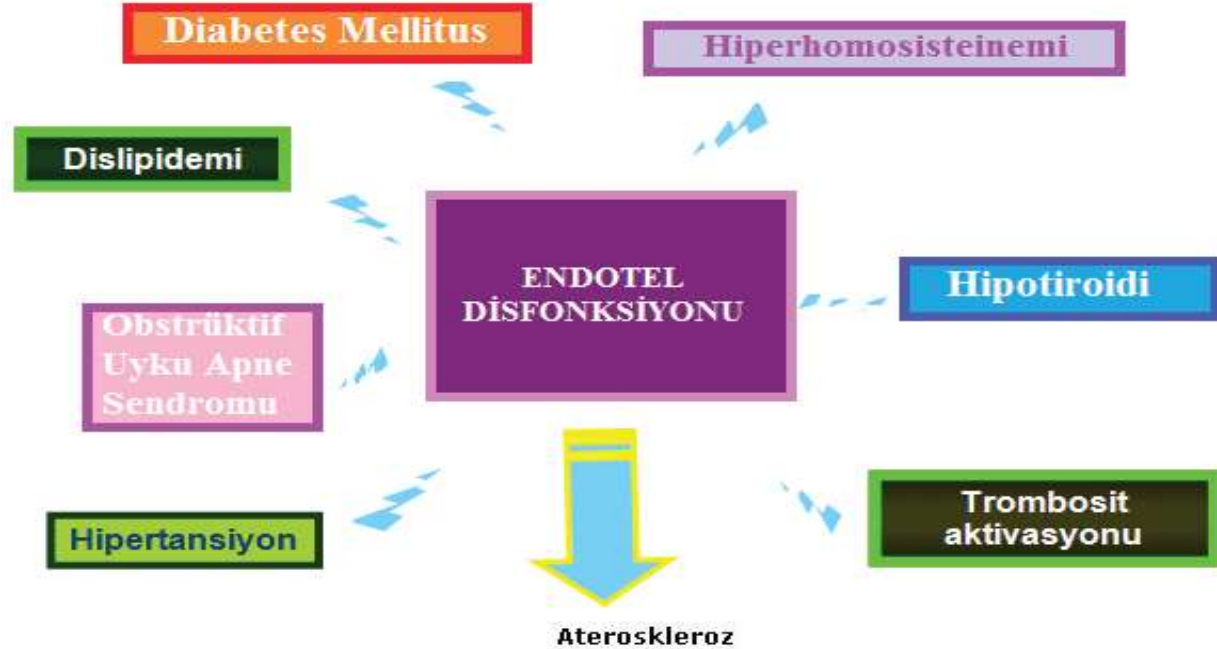 Diabetes Mellitus
Hiperhomosisteinemi
Dislipidemi
ENDOTEL
DİSFONKSİYONU
Hipotiroidi
Obstrüktif
Uyku Apne
Sendromu
Trombosit
aktivasyonu
Hipertansiyon
Ateroskleroz